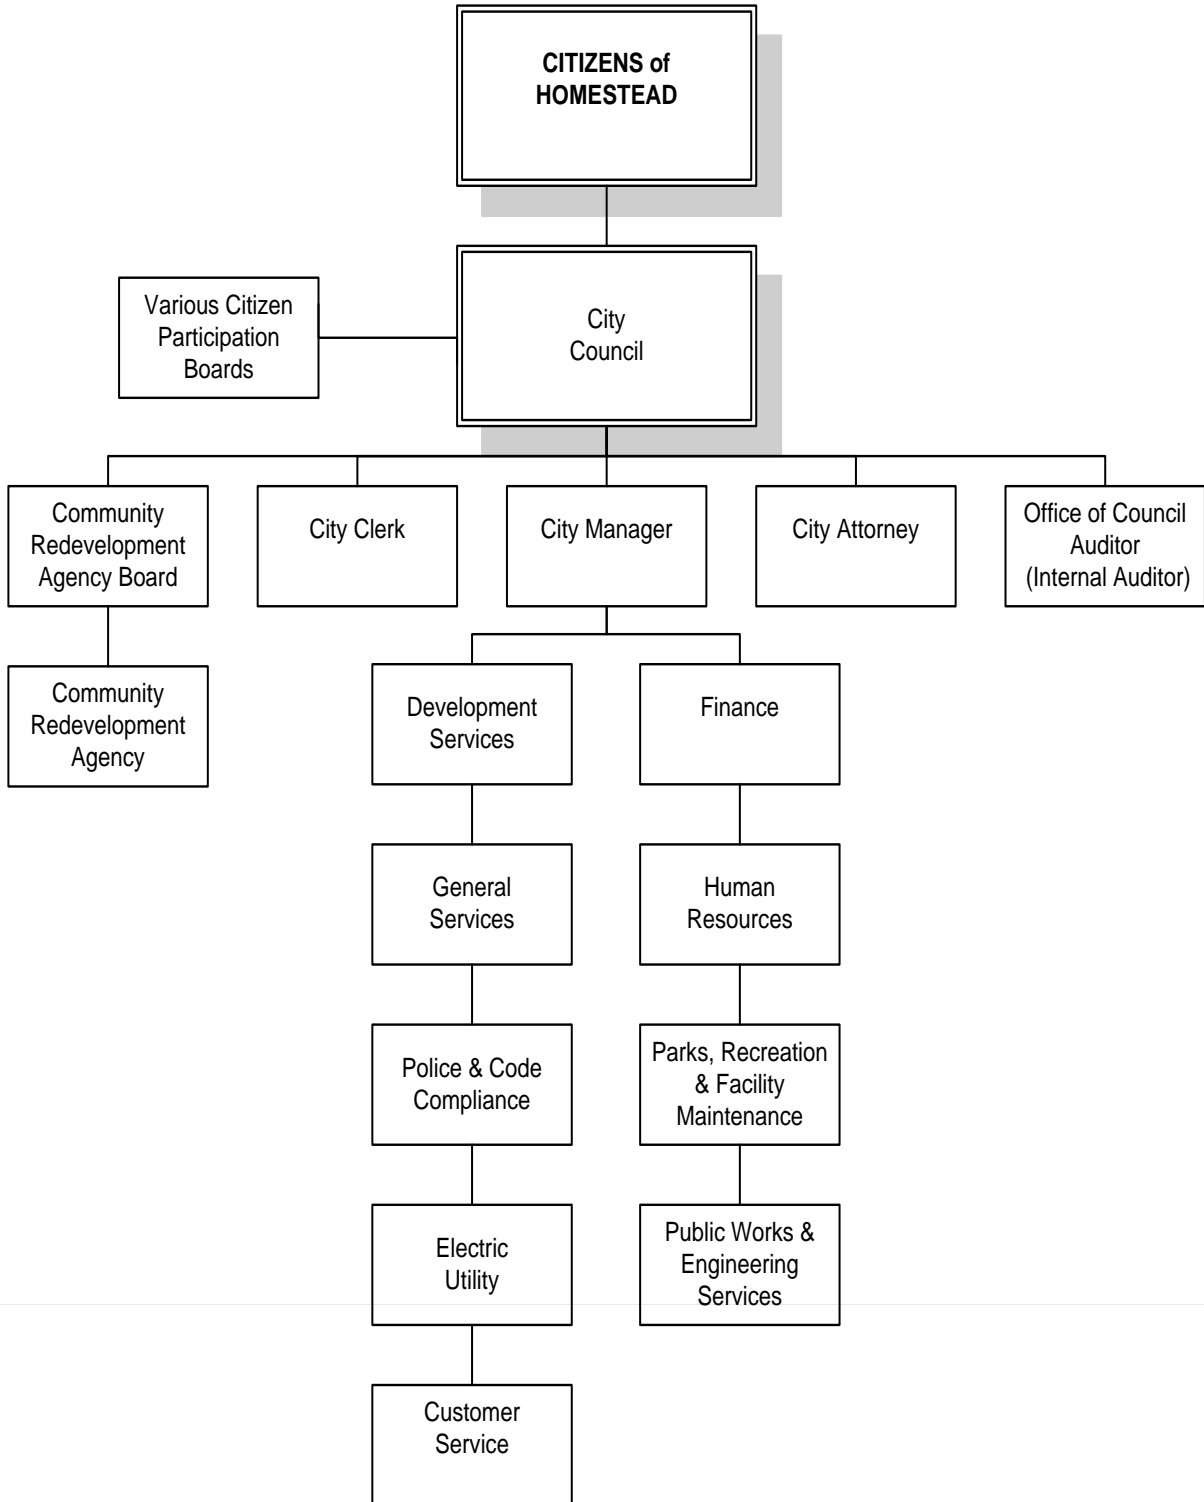 CITIZENS of
HOMESTEAD
Various Citizen
Participation
Boards
City
Council
Community
Redevelopment
Agency Board
City Clerk
City Manager
City Attorney
Office of Council
Auditor
(Internal Auditor)
Community
Redevelopment
Agency
Development
Services
Finance
General
Services
Human
Resources
Police & Code
Compliance
Parks, Recreation
& Facility
Maintenance
Electric
Utility
Public Works &
Engineering
Services
Customer
Service